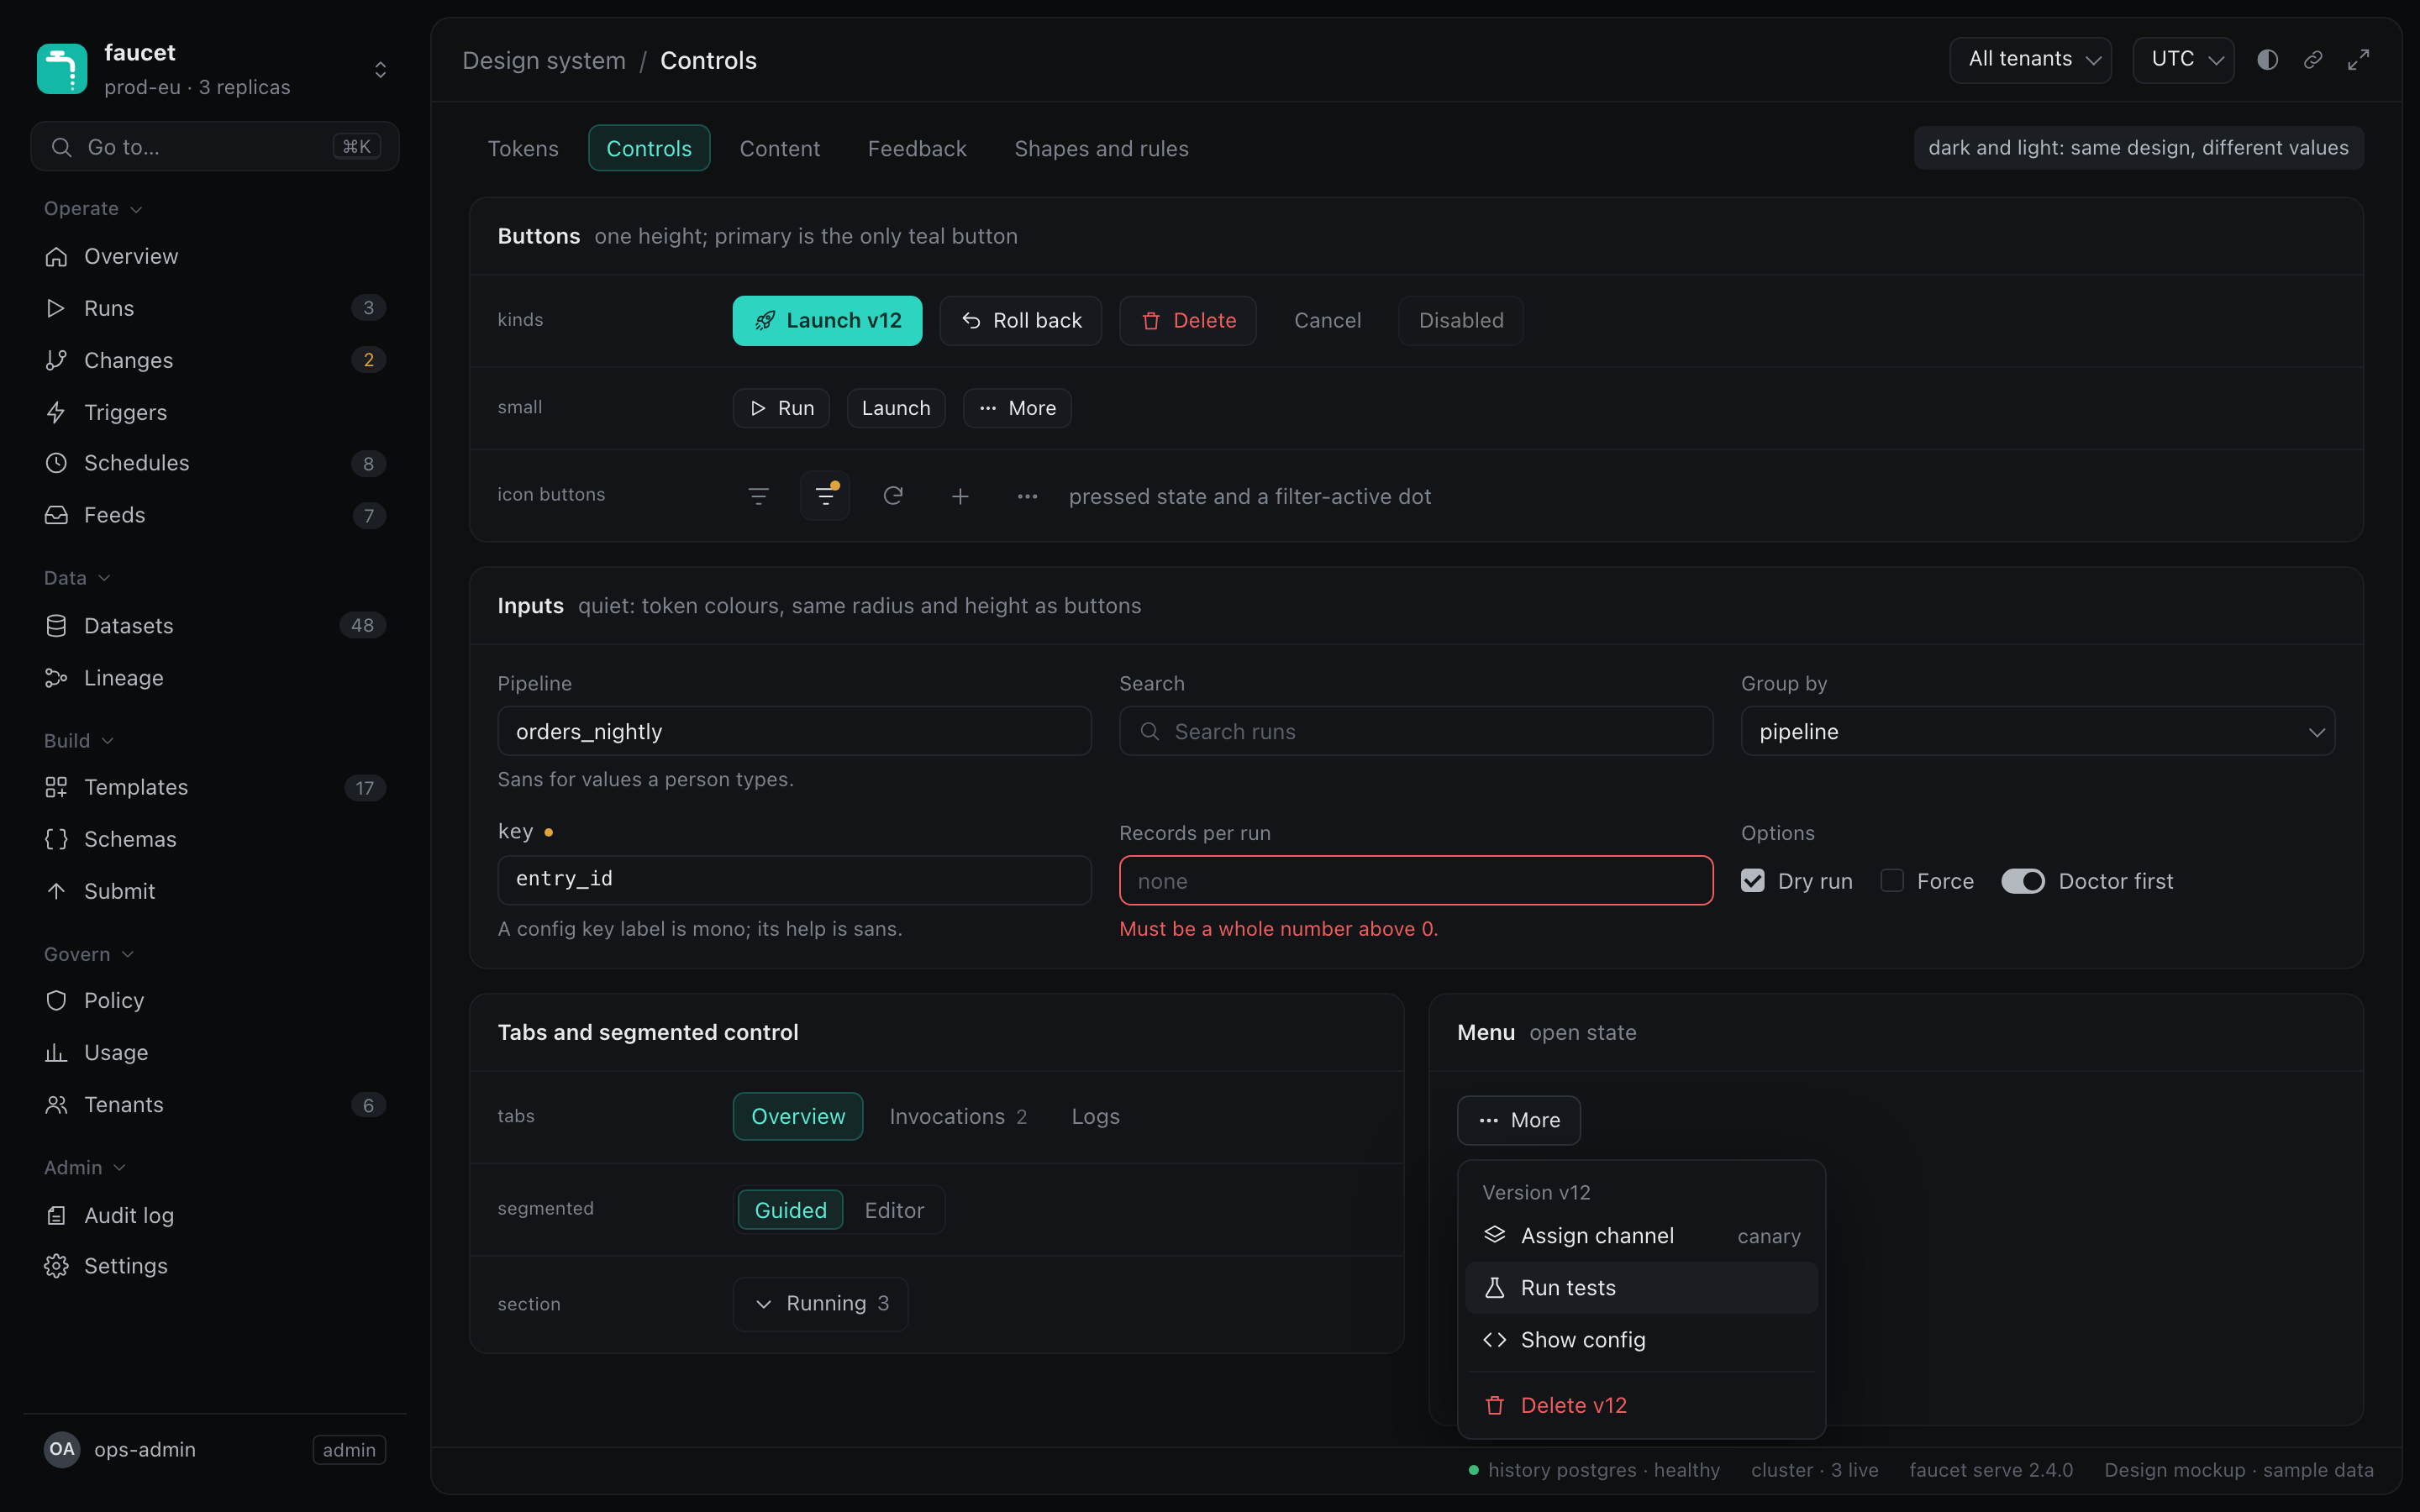 faucet
prod-eu · 3 replicas
Go to... ⌘K
Operate
Overview
Runs 3
Changes 2
Triggers
Schedules 8
Feeds 7
Data
Datasets 48
Lineage
Build
Templates 17
Schemas
Submit
Govern
Policy
Usage
Tenants 6
Admin
Audit log
Settings
OA ops-admin admin
Design system / Controls
All tenants UTC
Tokens Controls Content Feedback Shapes and rules
dark and light: same design, different values
Buttons one height; primary is the only teal button
kinds Launch v12 Roll back Delete Cancel Disabled
small Run Launch More
icon buttons pressed state and a filter-active dot
Inputs quiet: token colours, same radius and height as buttons
Pipeline Search Group by
orders_nightly Search runs pipeline
Sans for values a person types.
key Records per run Options
entry_id none Dry run Force Doctor first
A config key label is mono; its help is sans. Must be a whole number above 0.
Tabs and segmented control
tabs Overview Invocations 2 Logs
segmented Guided Editor
section Running 3
Menu open state
More
Version v12
Assign channel canary
Run tests
Show config
Delete v12
history postgres · healthy cluster · 3 live faucet serve 2.4.0 Design mockup · sample data